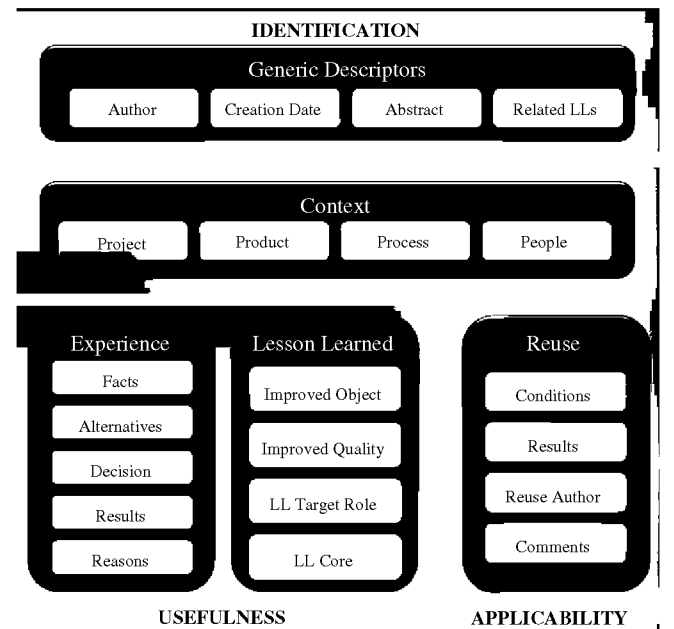 IDENTIFICATION
Generic Descriptors
Author Creation Date Abstract Related LLs
Context
Project Product Process People
Experience
Facts
Alternatives
Decision
Results
Reasons
Lesson Learned
Improved Object
Improved Quality
LL Target Role
LL Core
Reuse
Conditions
Results
Reuse Author
Comments
USEFULNESS
APPLICABILITY